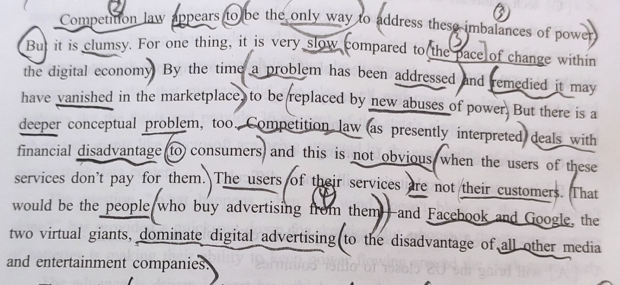 Competition law appears to be the only way to address these imbalances of power.
But it is clumsy. For one thing, it is very slow compared to the pace of change within
the digital economy. By the time a problem has been addressed and remedied it may
have vanished in the marketplace, to be replaced by new abuses of power. But there is a
deeper conceptual problem, too. Competition law (as presently interpreted) deals with
financial disadvantage to consumers and this is not obvious when the users of these
services don't pay for them. The users of their services are not their customers. That
would be the people who buy advertising from them—and Facebook and Google, the
two virtual giants, dominate digital advertising to the disadvantage of all other media
and entertainment companies.